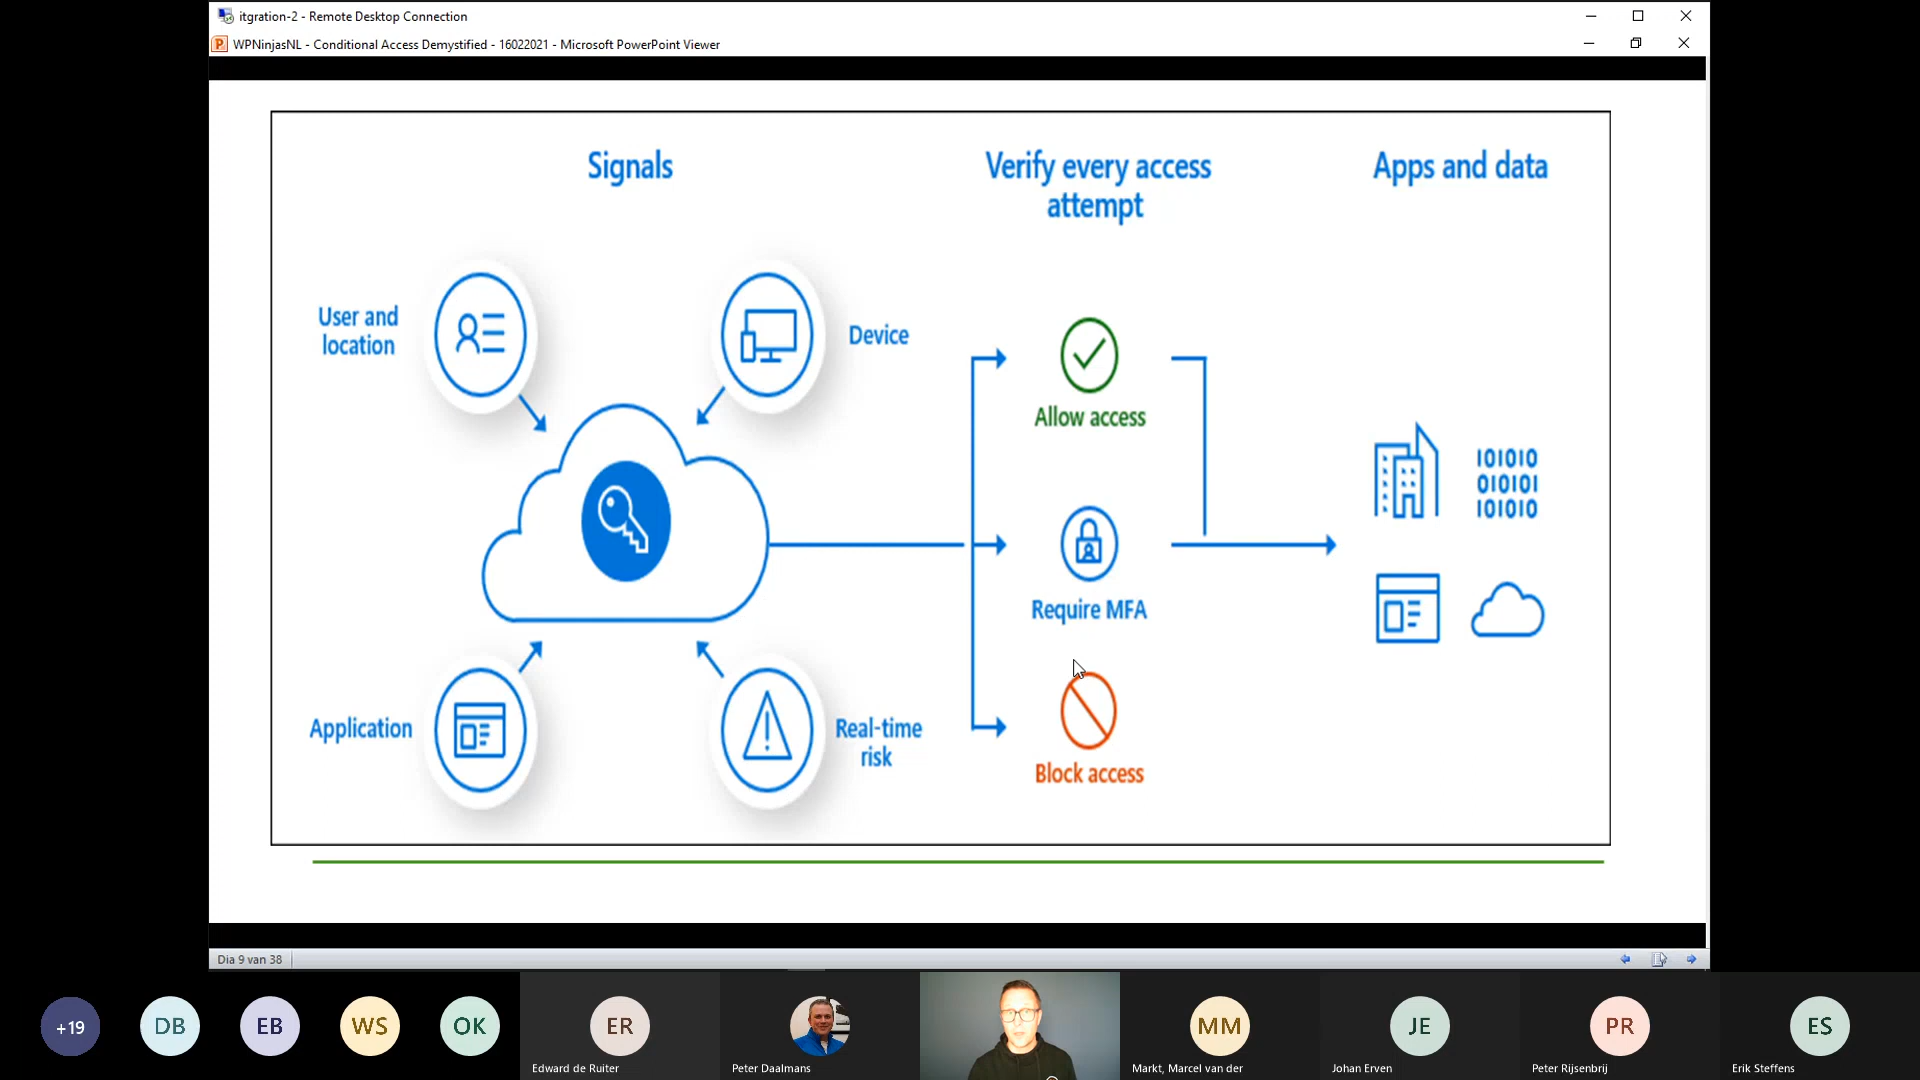 itgration-2 - Remote Desktop Connection
WPNinjasNL - Conditional Access Demystified - 16022021 - Microsoft PowerPoint Viewer
Signals
Verify every access
attempt
Apps and data
User and
location
Device
Allow access
101010
010101
101010
Require MFA
Application
Real-time
risk
Block access
Dia 9 van 38
+19
DB
EB
WS
OK
ER
Edward de Ruiter
Peter Daalmans
MM
Markt, Marcel van der
JE
Johan Erven
PR
Peter Rijsenbrij
ES
Erik Steffens